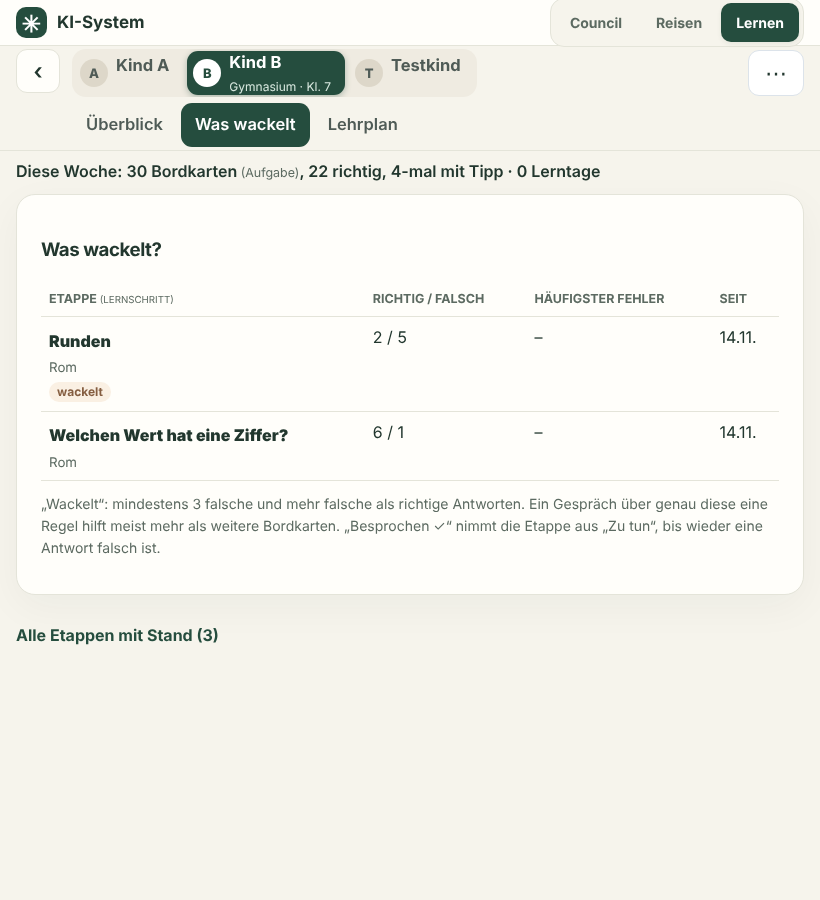 KI-System
Council Reisen Lernen
‹
A Kind A
B Kind B
Gymnasium · Kl. 7
T Testkind
...
Überblick Was wackelt Lehrplan
Diese Woche: 30 Bordkarten (Aufgabe), 22 richtig, 4-mal mit Tipp · 0 Lerntage
Was wackelt?
ETAPPE (LERNSCHRITT) RICHTIG / FALSCH HÄUFIGSTER FEHLER SEIT
Runden 2 / 5 – 14.11.
Rom
wackelt
Welchen Wert hat eine Ziffer? 6 / 1 – 14.11.
Rom
„Wackelt“: mindestens 3 falsche und mehr falsche als richtige Antworten. Ein Gespräch über genau diese eine
Regel hilft meist mehr als weitere Bordkarten. „Besprochen ✓“ nimmt die Etappe aus „Zu tun“, bis wieder eine
Antwort falsch ist.
Alle Etappen mit Stand (3)